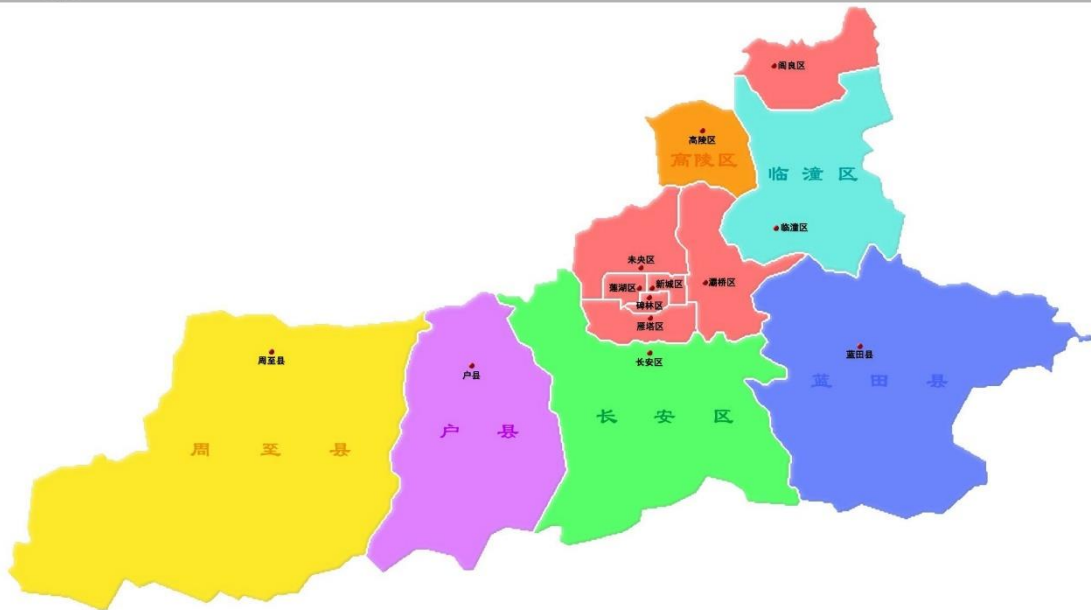 阎良区
高陵区
高陵区
临潼区
临潼区
未央区
莲湖区
新城区
灞桥区
碑林区
雁塔区
周至县
户县
长安区
蓝田县
蓝田县
长安区
户县
周至县